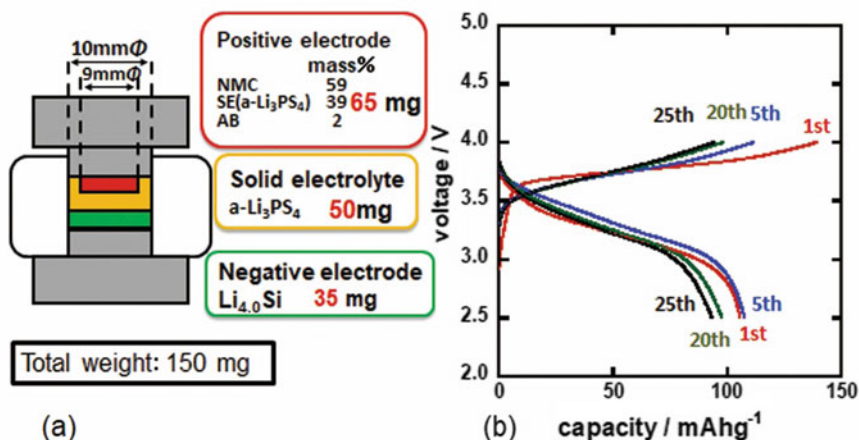 10mmΦ
9mmΦ
Positive electrode
mass%
NMC 59
SE(a-Li₃PS₄) 39 65 mg
AB 2
Solid electrolyte
a-Li₃PS₄ 50mg
Negative electrode
Li₄.₀Si 35 mg
Total weight: 150 mg
(a)
voltage / V
5.0
4.5
4.0
3.5
3.0
2.5
2.0
25th 20th 5th 1st
25th 20th 1st 5th
0 50 100 150
capacity / mAhg⁻¹
(b)